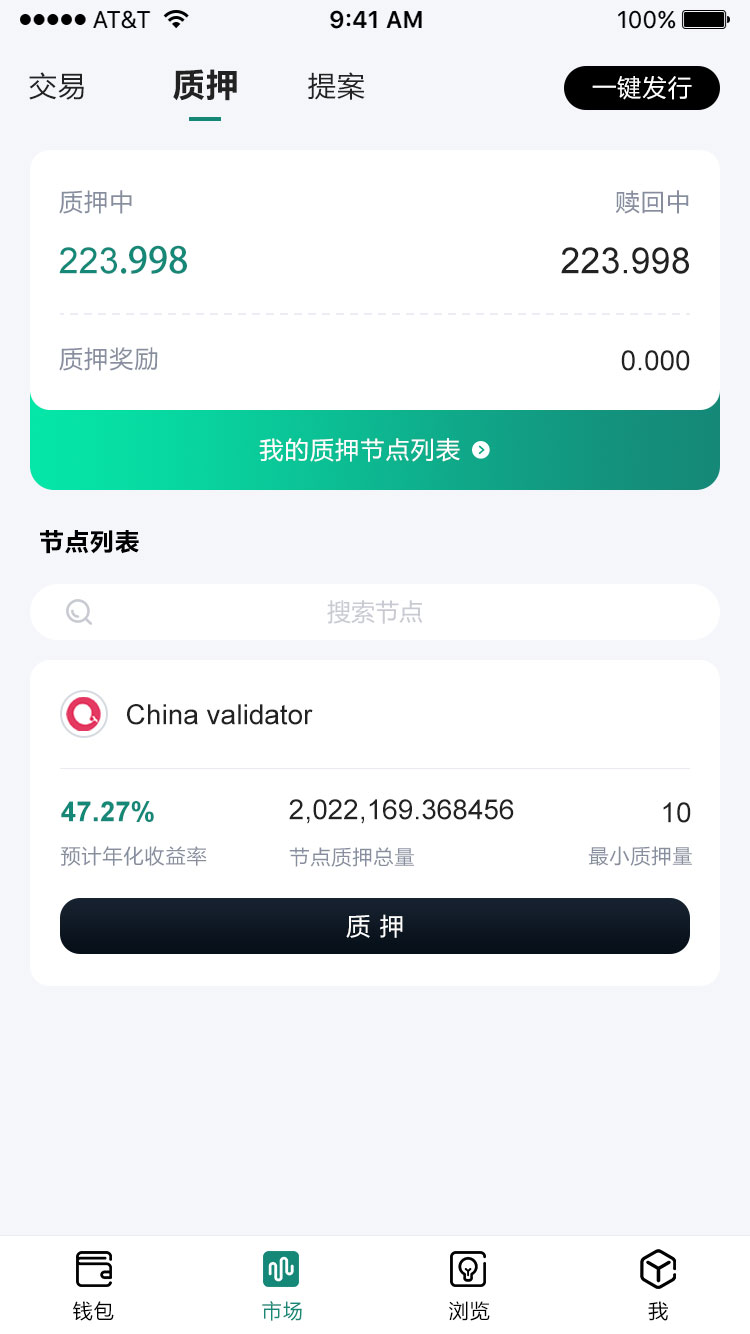 AT&T 9:41 AM 100%
交易 质押 提案 一键发行
质押中 赎回中
223.998 223.998
质押奖励 0.000
我的质押节点列表
节点列表
搜索节点
China validator
47.27% 2,022,169.368456 10
预计年化收益率 节点质押总量 最小质押量
质 押
钱包 市场 浏览 我